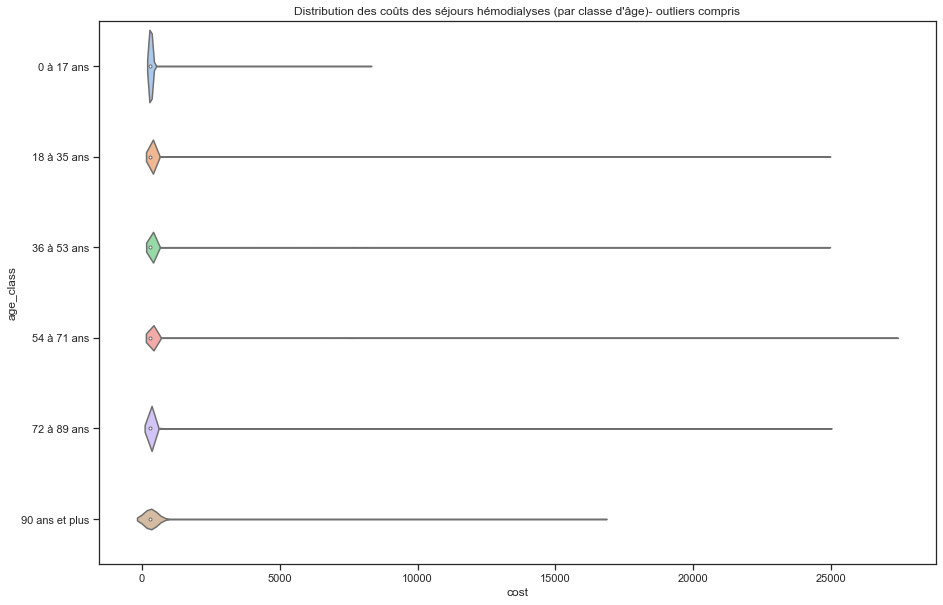 Distribution des coûts des séjours hémodialyses (par classe d'âge)- outliers compris
age_class
0 à 17 ans
18 à 35 ans
36 à 53 ans
54 à 71 ans
72 à 89 ans
90 ans et plus
0 5000 10000 15000 20000 25000
cost